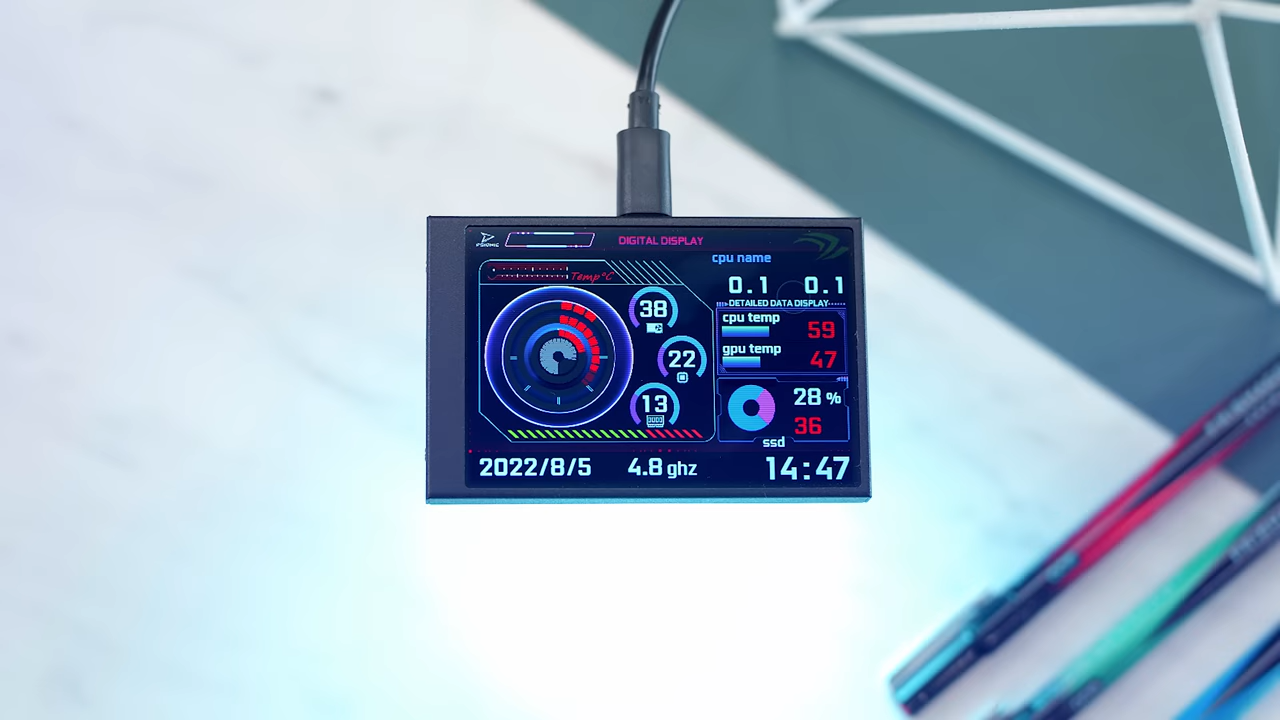 DIGITAL DISPLAY
cpu name
0.1 0.1
Temp°C
DETAILED DATA DISPLAY
38
cpu temp 59
22
gpu temp 47
13
28 %
36
ssd
2022/8/5 4.8 ghz 14:47